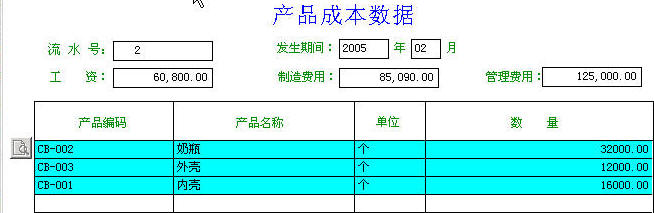 产品成本数据
流 水 号: 2 发生期间: 2005 年 02 月
工 资: 60,800.00 制造费用: 85,090.00 管理费用: 125,000.00
产品编码 产品名称 单位 数 量
CB-002 奶瓶 个 32000.00
CB-003 外壳 个 12000.00
CB-001 内壳 个 16000.00